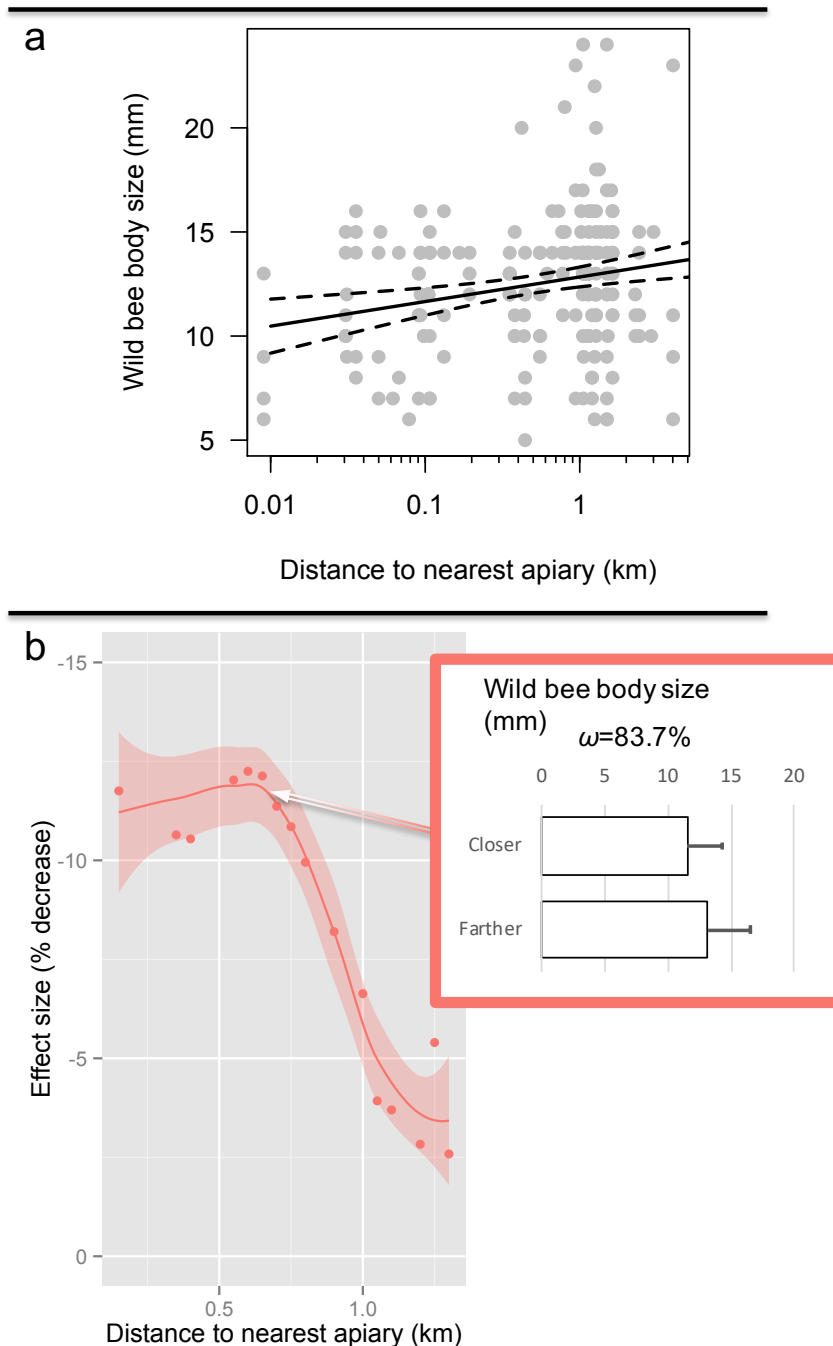 a
Wild bee body size (mm)
20
15
10
5
0.01
0.1
1
Distance to nearest apiary (km)
b
Effect size (% decrease)
-15
-10
-5
0
0.5
1.0
Distance to nearest apiary (km)
Wild bee body size
(mm)
ω=83.7%
0 5 10 15 20
Closer
Farther